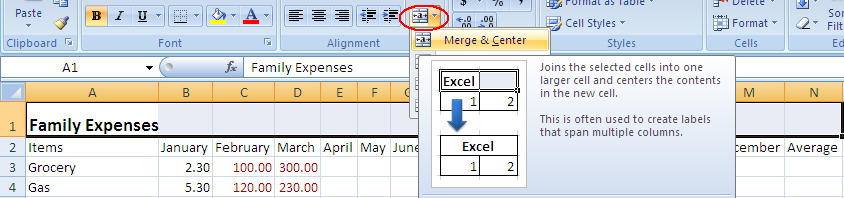 B I U
$ % ,
Format as Table
Delete
Sort
Cell Styles
Format
Filter
Clipboard Font Alignment Styles Cells
Merge & Center
A1 fx Family Expenses
Joins the selected cells into one
larger cell and centers the contents
in the new cell.
This is often used to create labels
that span multiple columns.
Excel
1 2
Excel
1 2
A B C D E F M N
1 Family Expenses
2 Items January February March April May June Average
3 Grocery 2.30 100.00 300.00
4 Gas 5.30 120.00 230.00